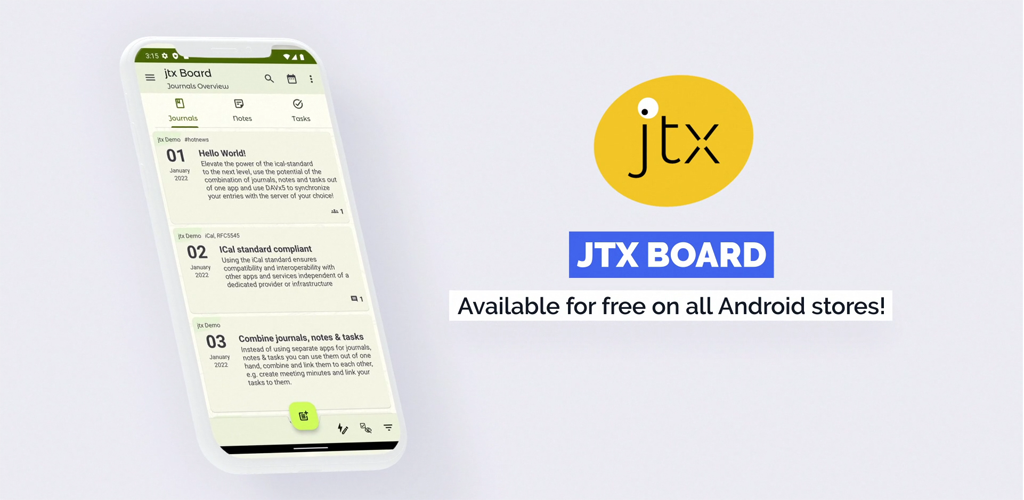 3:15
jtx Board
Journals Overview
Journals
Notes
Tasks
jtx Demo #hotnews
01
January
2022
Hello World!
Elevate the power of the ical-standard
to the next level, use the potential of the
combination of journals, notes and tasks out
of one app and use DAVx5 to synchronize
your entries with the server of your choice!
1
jtx Demo iCal, RFC5545
02
January
2022
ICal standard compliant
Using the iCal standard ensures
compatibility and interoperability with
other apps and services independent of a
dedicated provider or infrastructure
1
jtx Demo
03
January
2022
Combine journals, notes & tasks
Instead of using separate apps for journals,
notes & tasks you can use them out of one
hand, combine and link them to each other,
e.g. create meeting minutes and link your
tasks to them.
jtx
JTX BOARD
Available for free on all Android stores!